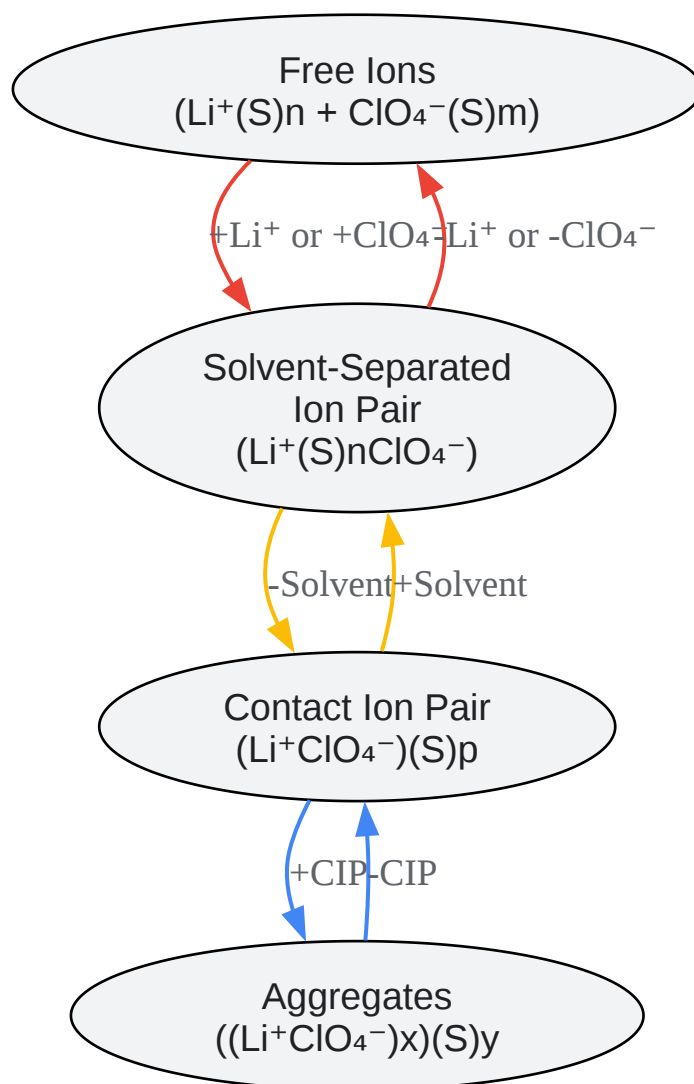 Free Ions
(Li⁺(S)n + ClO₄⁻(S)m)
+Li⁺ or +ClO₄⁻
-Li⁺ or -ClO₄⁻
Solvent-Separated
Ion Pair
(Li⁺(S)nClO₄⁻)
-Solvent
+Solvent
Contact Ion Pair
(Li⁺ClO₄⁻)(S)p
+CIP
-CIP
Aggregates
((Li⁺ClO₄⁻)x)(S)y